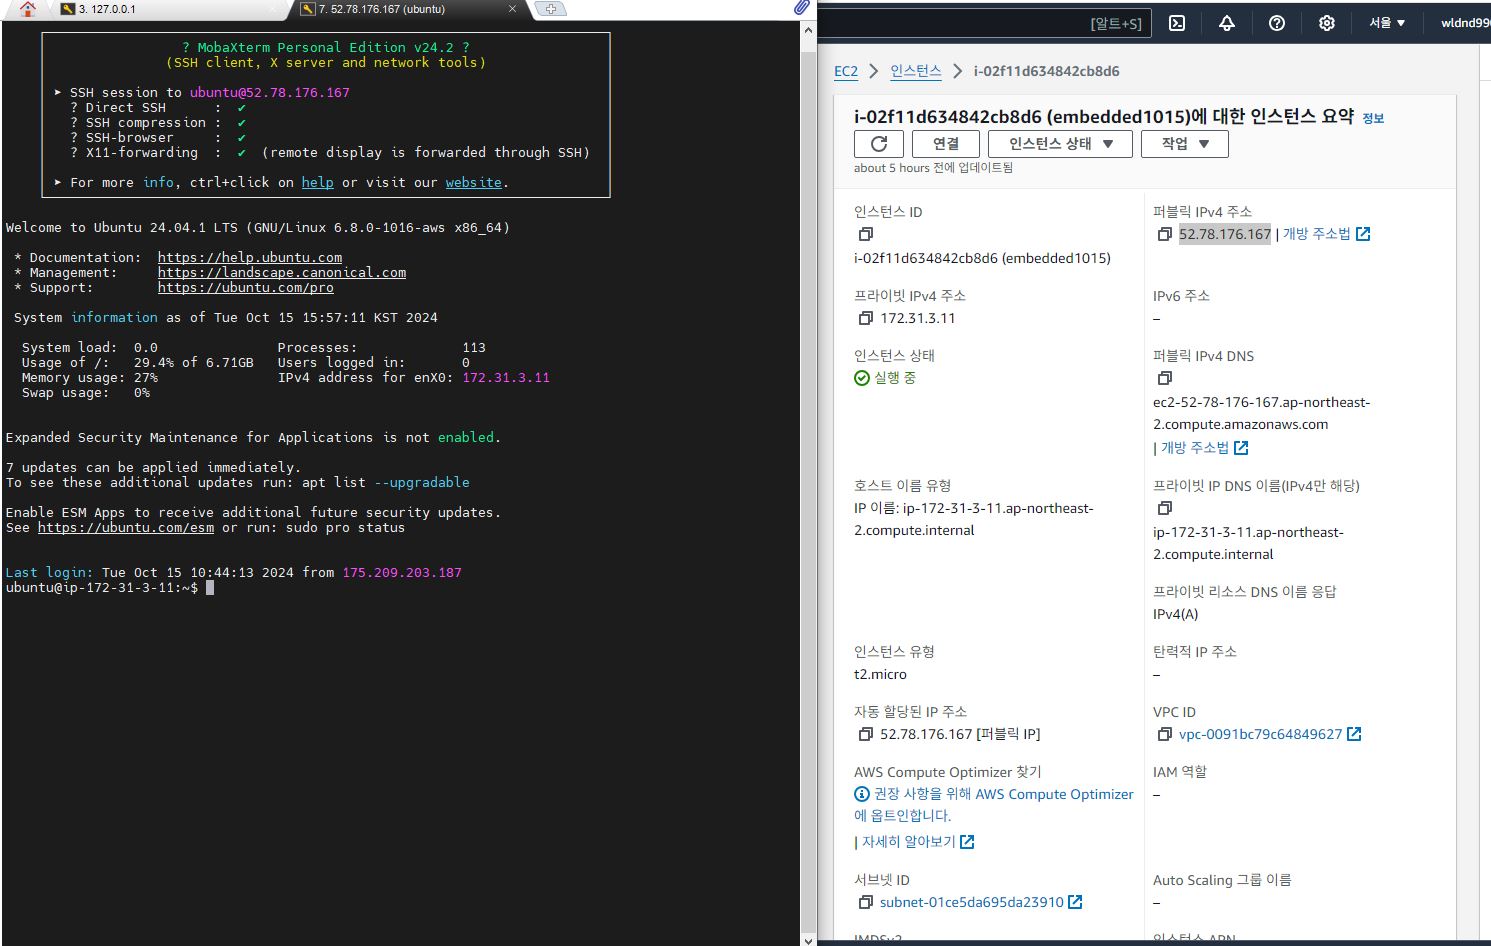 3. 127.0.0.1
7. 52.78.176.167 (ubuntu)
? MobaXterm Personal Edition v24.2 ?
(SSH client, X server and network tools)
➤ SSH session to ubuntu@52.78.176.167
? Direct SSH : ✔
? SSH compression : ✔
? SSH-browser : ✔
? X11-forwarding : ✔ (remote display is forwarded through SSH)
➤ For more info, ctrl+click on help or visit our website.
Welcome to Ubuntu 24.04.1 LTS (GNU/Linux 6.8.0-1016-aws x86_64)
* Documentation: https://help.ubuntu.com
* Management: https://landscape.canonical.com
* Support: https://ubuntu.com/pro
System information as of Tue Oct 15 15:57:11 KST 2024
System load: 0.0 Processes: 113
Usage of /: 29.4% of 6.71GB Users logged in: 0
Memory usage: 27% IPv4 address for enX0: 172.31.3.11
Swap usage: 0%
Expanded Security Maintenance for Applications is not enabled.
7 updates can be applied immediately.
To see these additional updates run: apt list --upgradable
Enable ESM Apps to receive additional future security updates.
See https://ubuntu.com/esm or run: sudo pro status
Last login: Tue Oct 15 10:44:13 2024 from 175.209.203.187
ubuntu@ip-172-31-3-11:~$
[알트+S]
서울 ▼
wldnd99
EC2 > 인스턴스 > i-02f11d634842cb8d6
i-02f11d634842cb8d6 (embedded1015)에 대한 인스턴스 요약 정보
연결
인스턴스 상태 ▼
작업 ▼
about 5 hours 전에 업데이트됨
인스턴스 ID
i-02f11d634842cb8d6 (embedded1015)
퍼블릭 IPv4 주소
52.78.176.167 | 개방 주소법
프라이빗 IPv4 주소
172.31.3.11
IPv6 주소
–
인스턴스 상태
실행 중
퍼블릭 IPv4 DNS
ec2-52-78-176-167.ap-northeast-
2.compute.amazonaws.com
| 개방 주소법
호스트 이름 유형
IP 이름: ip-172-31-3-11.ap-northeast-
2.compute.internal
프라이빗 IP DNS 이름(IPv4만 해당)
ip-172-31-3-11.ap-northeast-
2.compute.internal
프라이빗 리소스 DNS 이름 응답
IPv4(A)
인스턴스 유형
t2.micro
탄력적 IP 주소
–
자동 할당된 IP 주소
52.78.176.167 [퍼블릭 IP]
VPC ID
vpc-0091bc79c64849627
AWS Compute Optimizer 찾기
권장 사항을 위해 AWS Compute Optimizer
에 옵트인합니다.
| 자세히 알아보기
IAM 역할
–
서브넷 ID
subnet-01ce5da695da23910
Auto Scaling 그룹 이름
–
IMDSv2
인스턴스 ARN